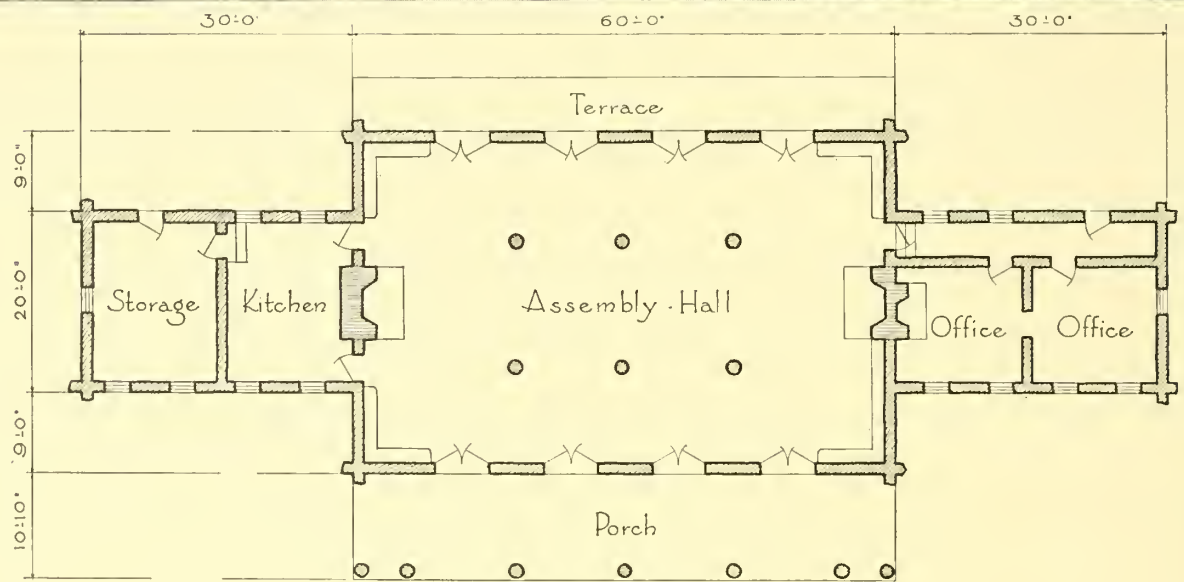 30'-0"
60'-0"
30'-0"
Terrace
9'-0"
20'-0"
Storage
Kitchen
Assembly-Hall
Office
Office
9'-0"
Porch
10'-10"